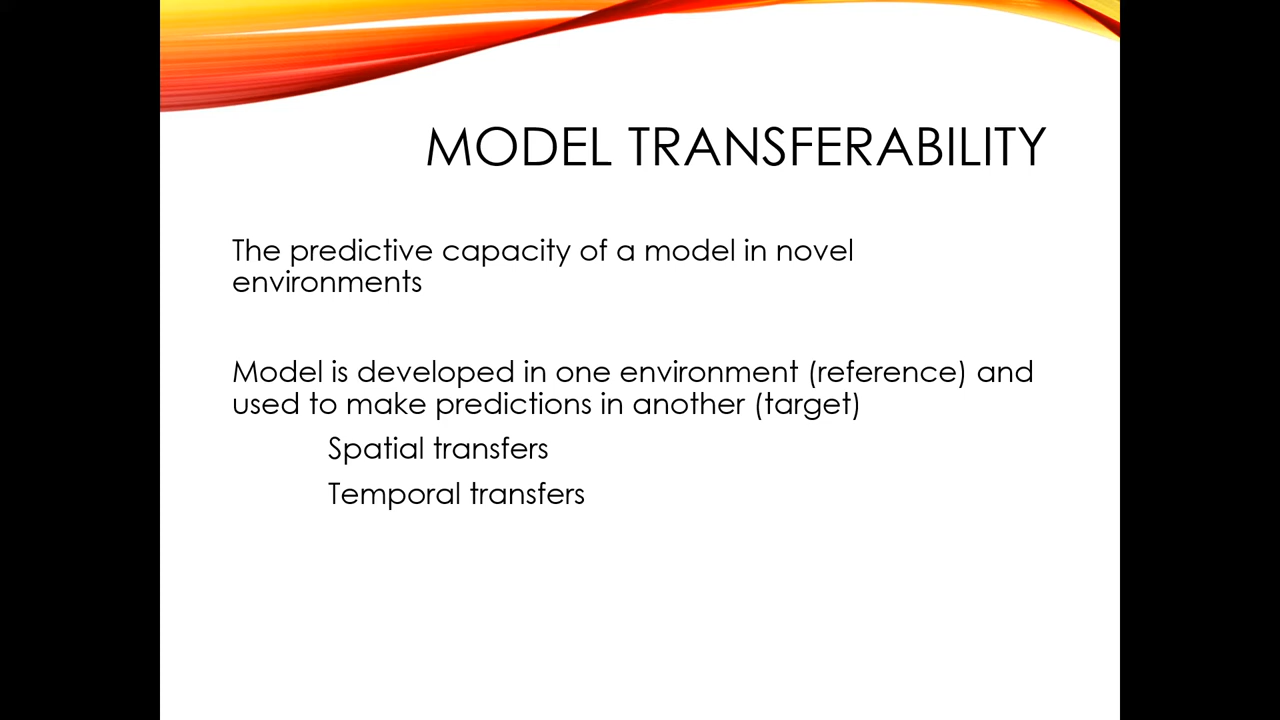 MODEL TRANSFERABILITY
The predictive capacity of a model in novel
environments
Model is developed in one environment (reference) and
used to make predictions in another (target)
Spatial transfers
Temporal transfers